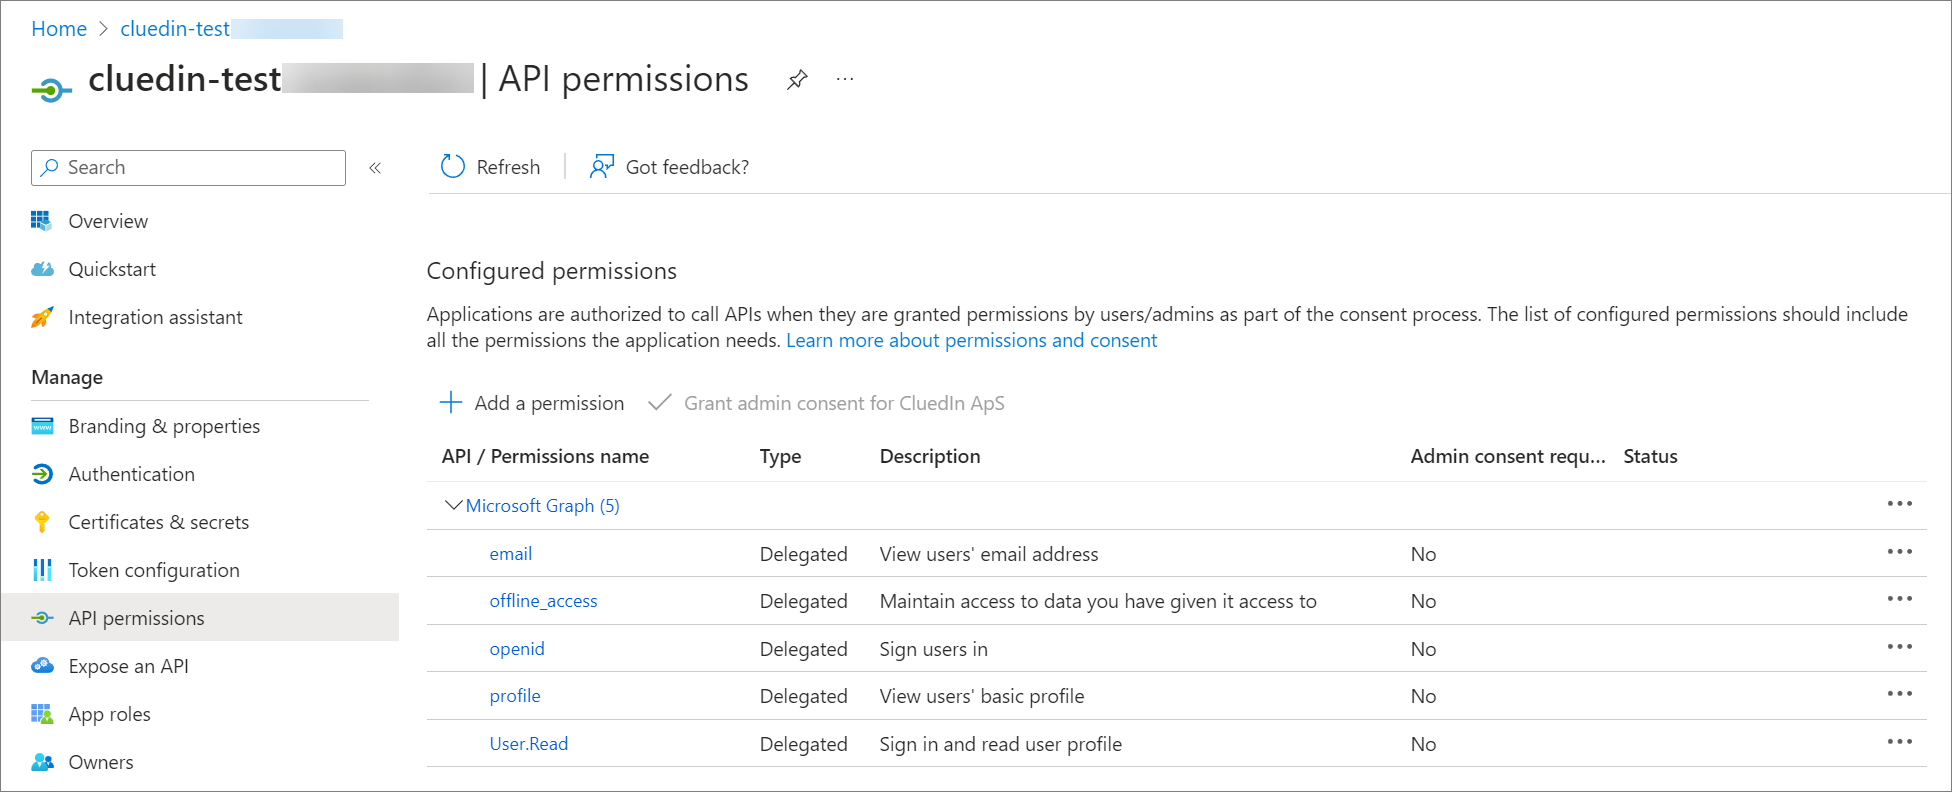 Home > cluedin-test
cluedin-test | API permissions ...
Search «
Refresh | Got feedback?
Overview
Quickstart
Integration assistant
Manage
Branding & properties
Authentication
Certificates & secrets
Token configuration
API permissions
Expose an API
App roles
Owners
Configured permissions
Applications are authorized to call APIs when they are granted permissions by users/admins as part of the consent process. The list of configured permissions should include
all the permissions the application needs. Learn more about permissions and consent
Add a permission Grant admin consent for CluedIn ApS
API / Permissions name Type Description Admin consent requ... Status
Microsoft Graph (5) ...
email Delegated View users' email address No ...
offline_access Delegated Maintain access to data you have given it access to No ...
openid Delegated Sign users in No ...
profile Delegated View users' basic profile No ...
User.Read Delegated Sign in and read user profile No ...